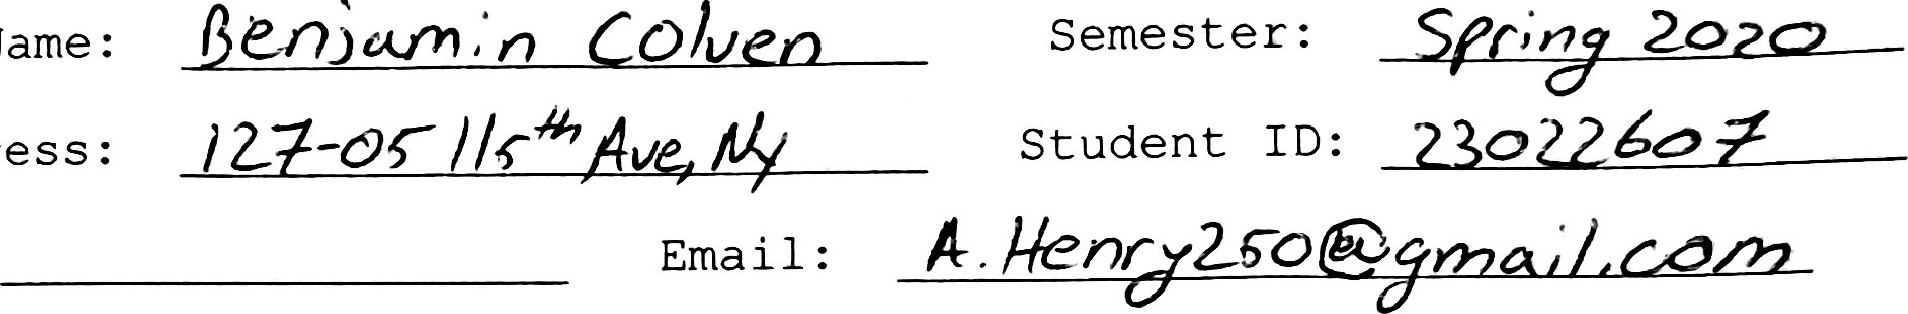 ame: Benjamin Colven Semester: Spring 2020
ess: 127-05 115th Ave, Ny Student ID: 23022607
Email: A.Henry250@gmail.com